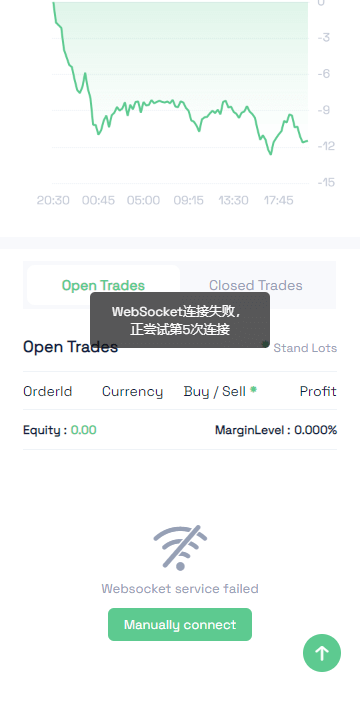 0
-3
-6
-9
-12
-15
20:30 00:45 05:00 09:15 13:30 17:45
Open Trades Closed Trades
WebSocket连接失败，
正尝试第5次连接
Open Trades Stand Lots
OrderId Currency Buy / Sell Profit
Equity : 0.00 MarginLevel : 0.000%
Websocket service failed
Manually connect